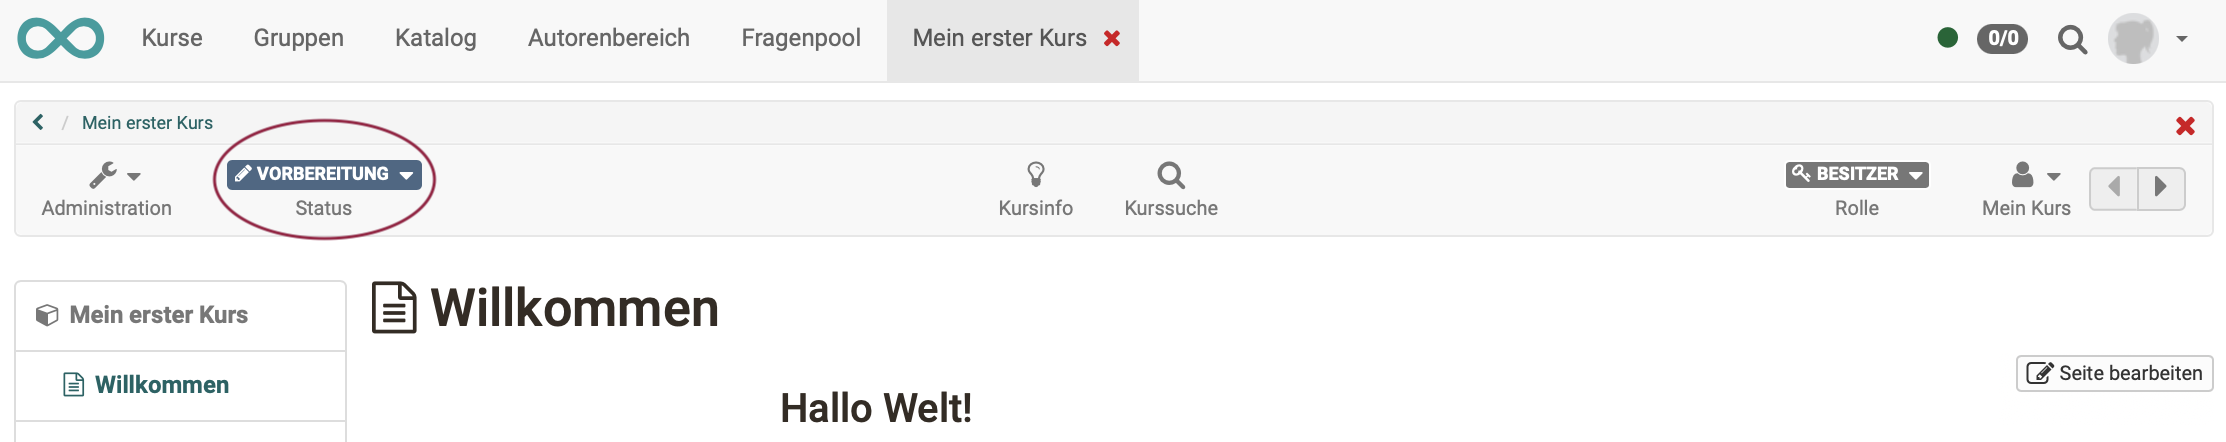 Kurse Gruppen Katalog Autorenbereich Fragenpool Mein erster Kurs 0/0
/ Mein erster Kurs
VORBEREITUNG BESITZER
Administration Status Kursinfo Kurssuche Rolle Mein Kurs
Mein erster Kurs
Willkommen
Willkommen
Seite bearbeiten
Hallo Welt!